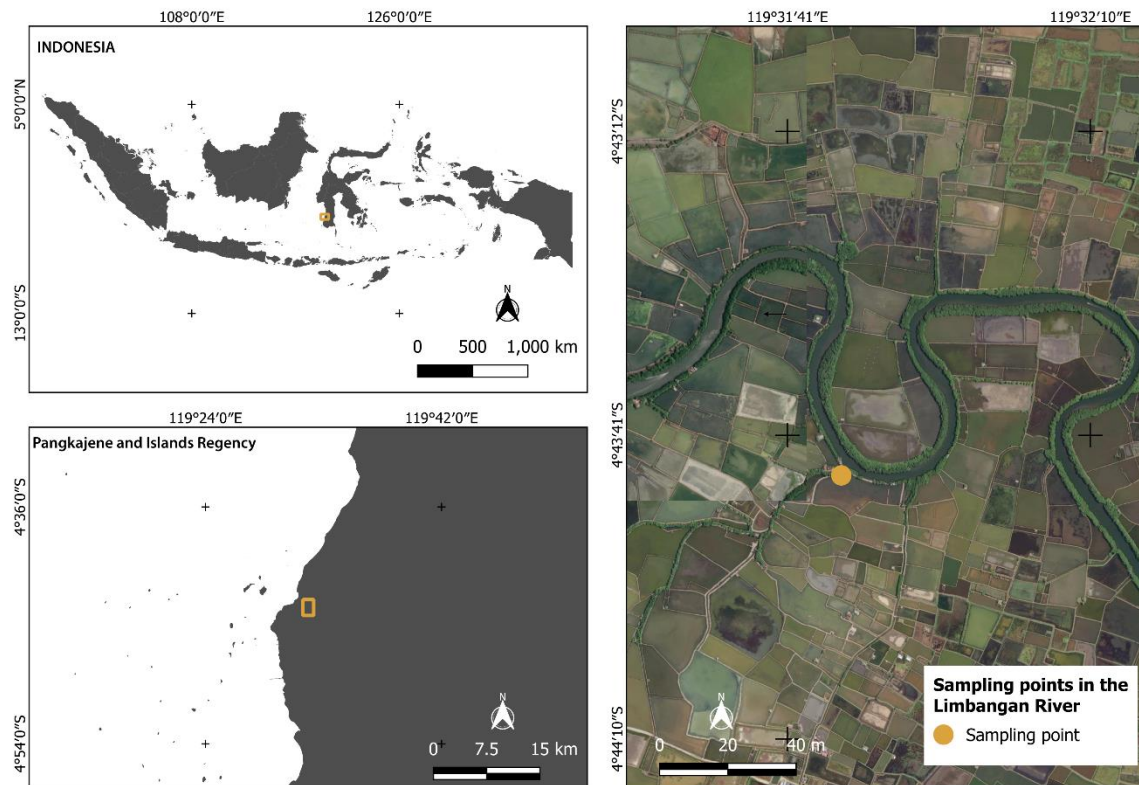 108°0′0″E 126°0′0″E
INDONESIA
5°0′0″N
13°0′0″S
N
0 500 1,000 km
119°24′0″E 119°42′0″E
Pangkajene and Islands Regency
4°36′0″S
4°54′0″S
N
0 7.5 15 km
119°31′41″E 119°32′10″E
4°43′12″S
4°43′41″S
4°44′10″S
N
0 20 40 m
Sampling points in the
Limbangan River
Sampling point